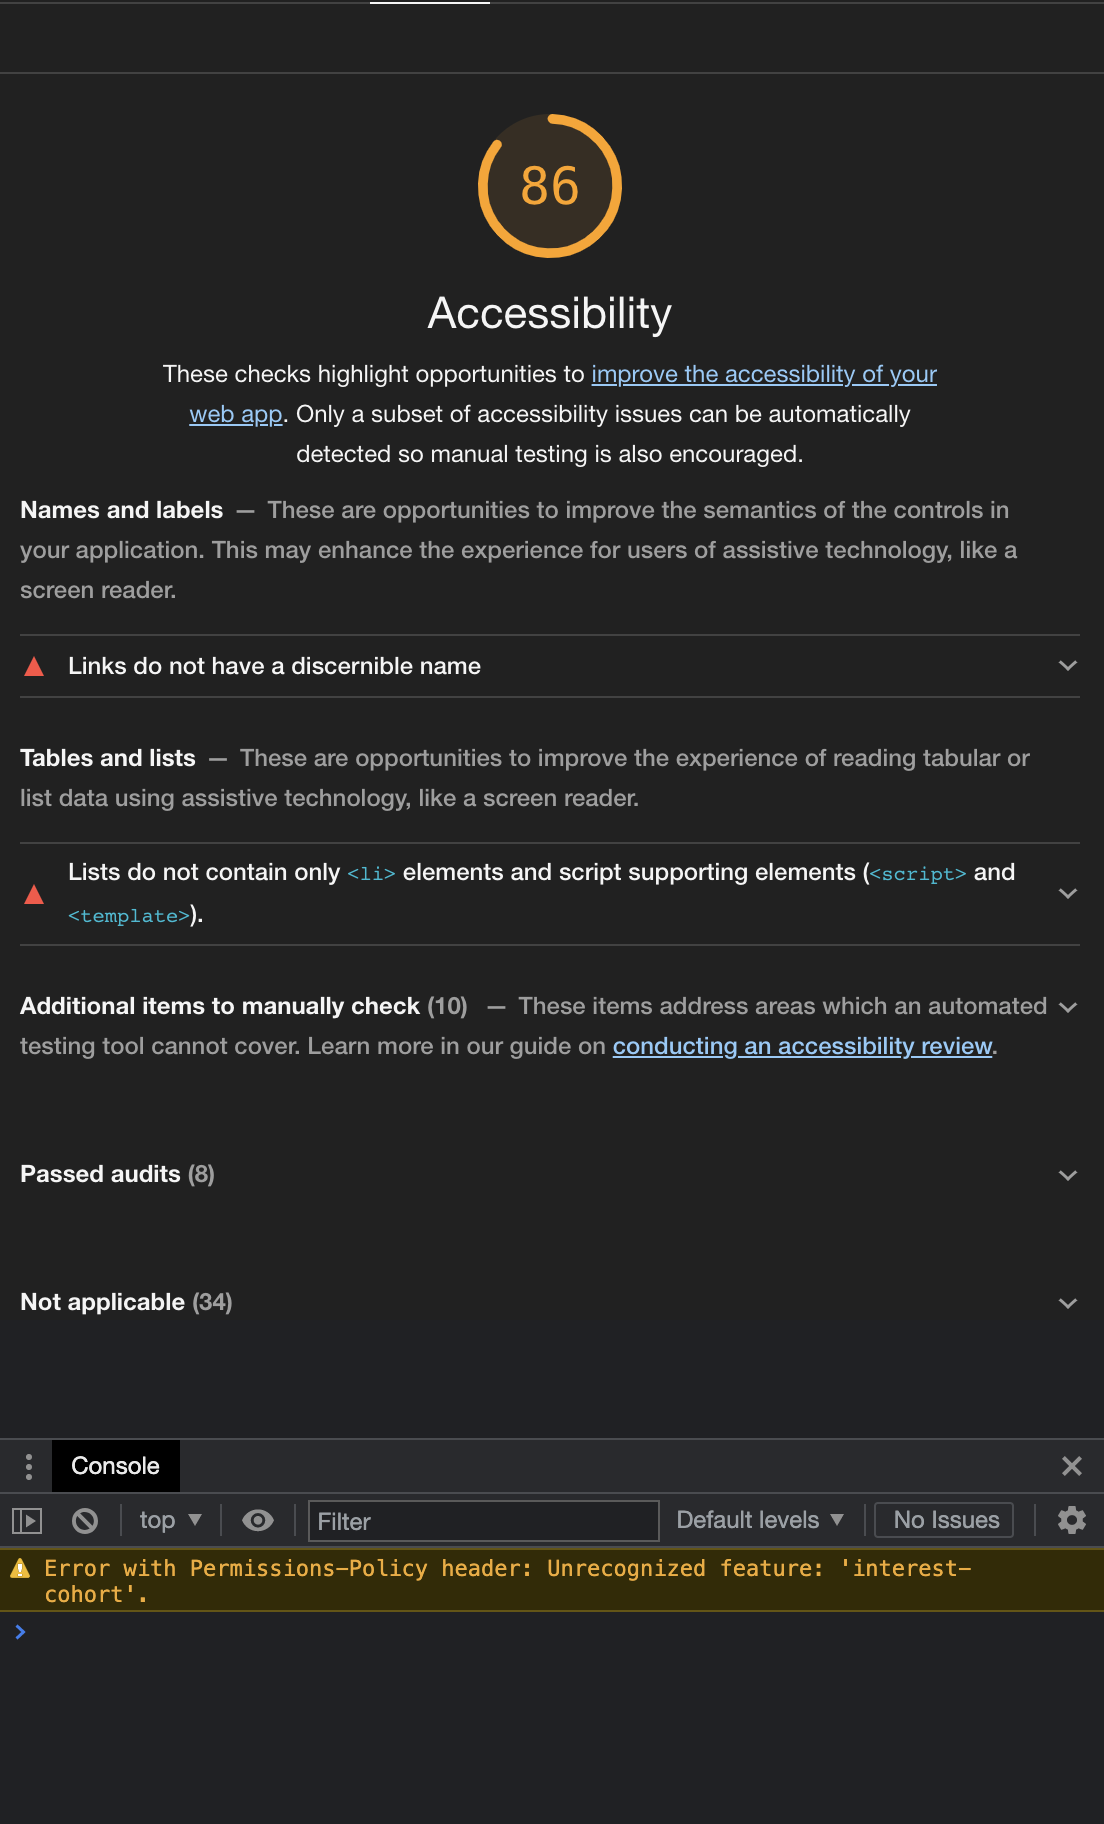 86
Accessibility
These checks highlight opportunities to improve the accessibility of your
web app. Only a subset of accessibility issues can be automatically
detected so manual testing is also encouraged.
Names and labels — These are opportunities to improve the semantics of the controls in
your application. This may enhance the experience for users of assistive technology, like a
screen reader.
Links do not have a discernible name
Tables and lists — These are opportunities to improve the experience of reading tabular or
list data using assistive technology, like a screen reader.
Lists do not contain only <li> elements and script supporting elements (<script> and
<template>).
Additional items to manually check (10) — These items address areas which an automated
testing tool cannot cover. Learn more in our guide on conducting an accessibility review.
Passed audits (8)
Not applicable (34)
Console
top ▼ Filter Default levels ▼ No Issues
Error with Permissions-Policy header: Unrecognized feature: 'interest-
cohort'.